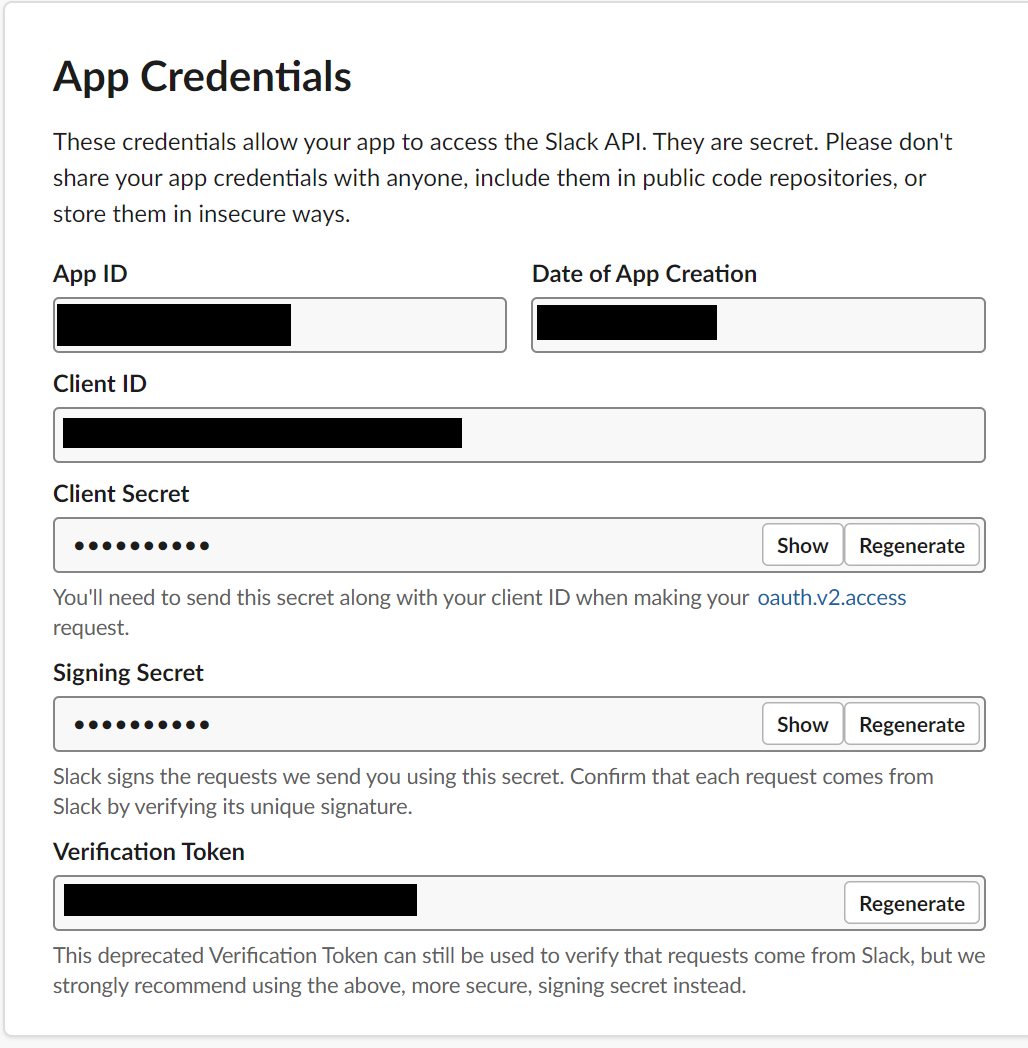 App Credentials
These credentials allow your app to access the Slack API. They are secret. Please don't
share your app credentials with anyone, include them in public code repositories, or
store them in insecure ways.
App ID
Date of App Creation
Client ID
Client Secret
••••••••••
Show
Regenerate
You'll need to send this secret along with your client ID when making your oauth.v2.access
request.
Signing Secret
••••••••••
Show
Regenerate
Slack signs the requests we send you using this secret. Confirm that each request comes from
Slack by verifying its unique signature.
Verification Token
Regenerate
This deprecated Verification Token can still be used to verify that requests come from Slack, but we
strongly recommend using the above, more secure, signing secret instead.